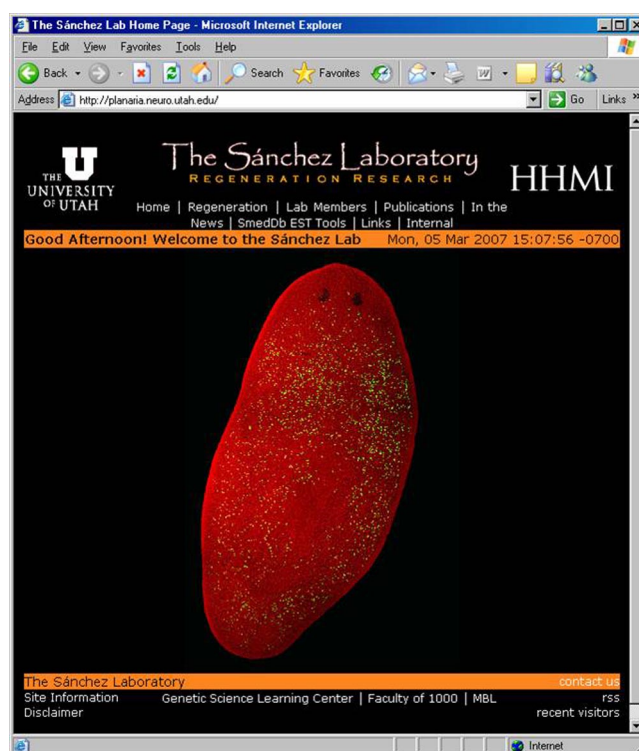 The Sánchez Lab Home Page - Microsoft Internet Explorer
File Edit View Favorites Tools Help
Back Search Favorites
Address http://planaria.neuro.utah.edu/ Go Links »
THE
UNIVERSITY
OF UTAH
U
The Sánchez Laboratory
REGENERATION RESEARCH
HHMI
Home | Regeneration | Lab Members | Publications | In the
News | SmedDb EST Tools | Links | Internal
Good Afternoon! Welcome to the Sánchez Lab Mon, 05 Mar 2007 15:07:56 -0700
The Sánchez Laboratory contact us
Site Information Genetic Science Learning Center | Faculty of 1000 | MBL rss
Disclaimer recent visitors
Internet